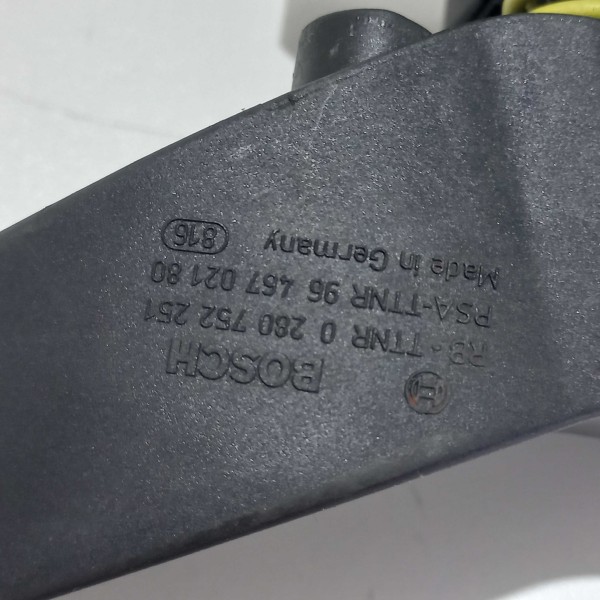 BOSCH
RB-TTNR 0 280 752 251
PSA-TTNR 96 467 021 80
Made in Germany 816